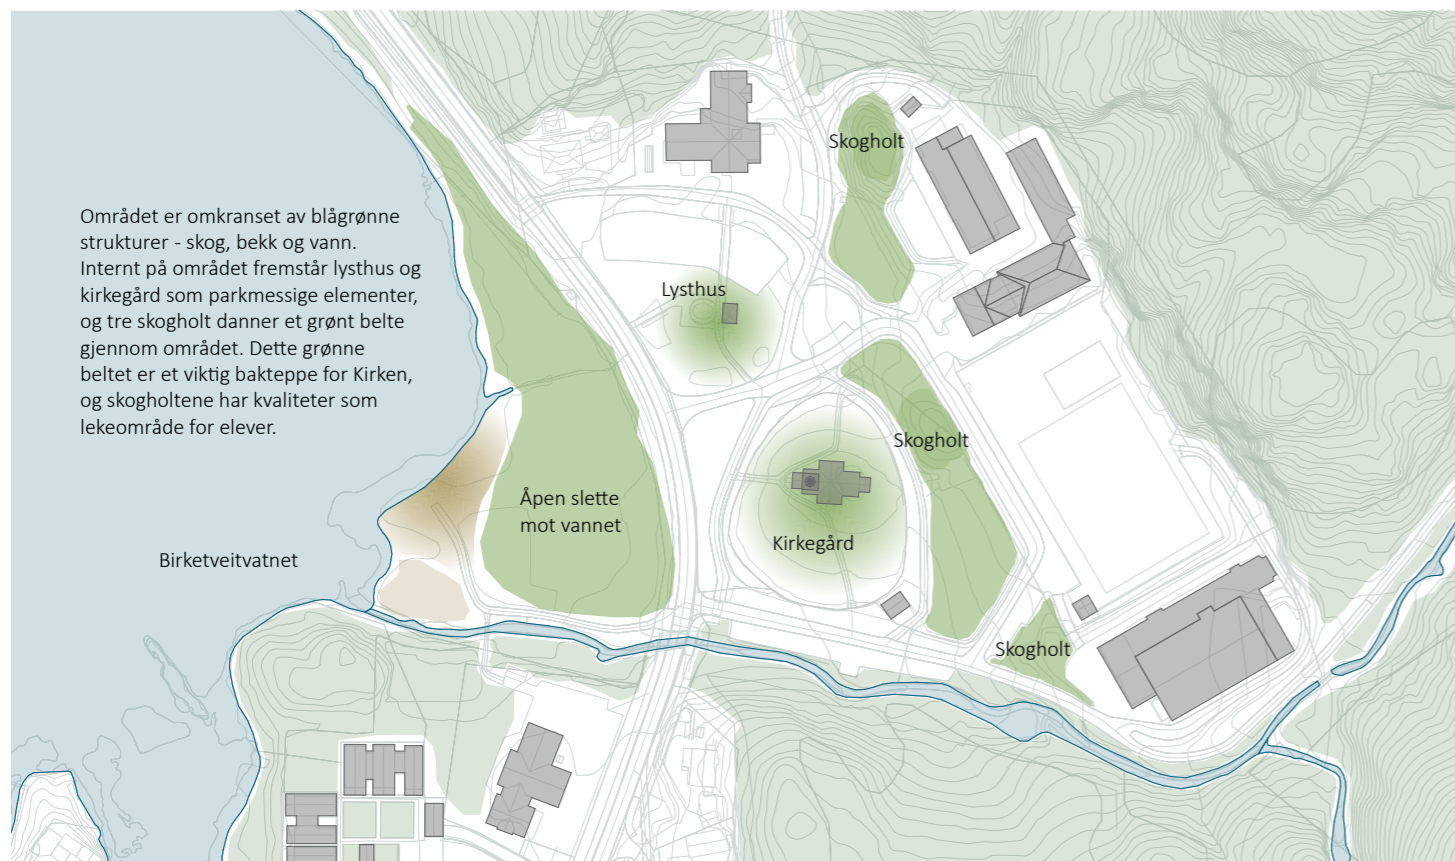 Området er omkranset av blågrønne
strukturer - skog, bekk og vann.
Internt på området fremstår lysthus og
kirkegård som parkmessige elementer,
og tre skogholt danner et grønt belte
gjennom området. Dette grønne
beltet er et viktig bakteppe for Kirken,
og skogholtene har kvaliteter som
lekeområde for elever.
Skogholt
Lysthus
Skogholt
Åpen slette
mot vannet
Kirkegård
Birketveitvatnet
Skogholt